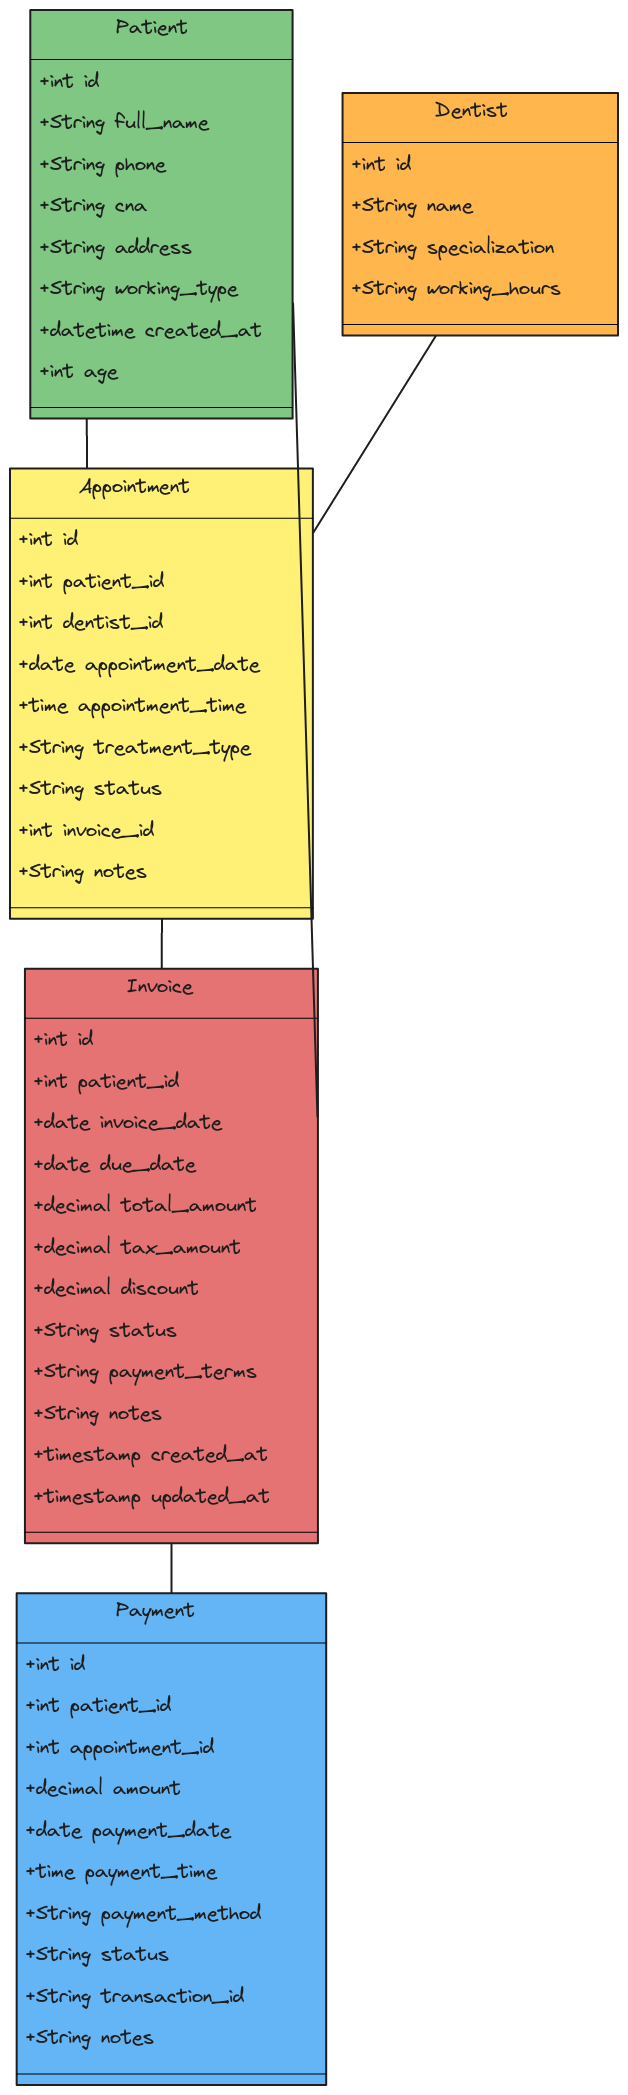 Patient
+int id
+String full_name
+String phone
+String cna
+String address
+String working_type
+datetime created_at
+int age
Dentist
+int id
+String name
+String specialization
+String working_hours
Appointment
+int id
+int patient_id
+int dentist_id
+date appointment_date
+time appointment_time
+String treatment_type
+String status
+int invoice_id
+String notes
Invoice
+int id
+int patient_id
+date invoice_date
+date due_date
+decimal total_amount
+decimal tax_amount
+decimal discount
+String status
+String payment_terms
+String notes
+timestamp created_at
+timestamp updated_at
Payment
+int id
+int patient_id
+int appointment_id
+decimal amount
+date payment_date
+time payment_time
+String payment_method
+String status
+String transaction_id
+String notes